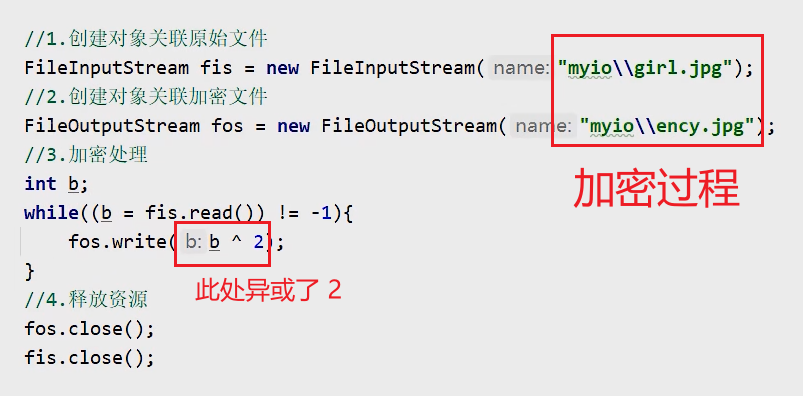 //1.创建对象关联原始文件
FileInputStream fis = new FileInputStream( name: "myio\\girl.jpg");
//2.创建对象关联加密文件
FileOutputStream fos = new FileOutputStream( name: "myio\\ency.jpg");
//3.加密处理
加密过程
int b;
while((b = fis.read()) != -1){
fos.write( b: b ^ 2);
}
此处异或了 2
//4.释放资源
fos.close();
fis.close();